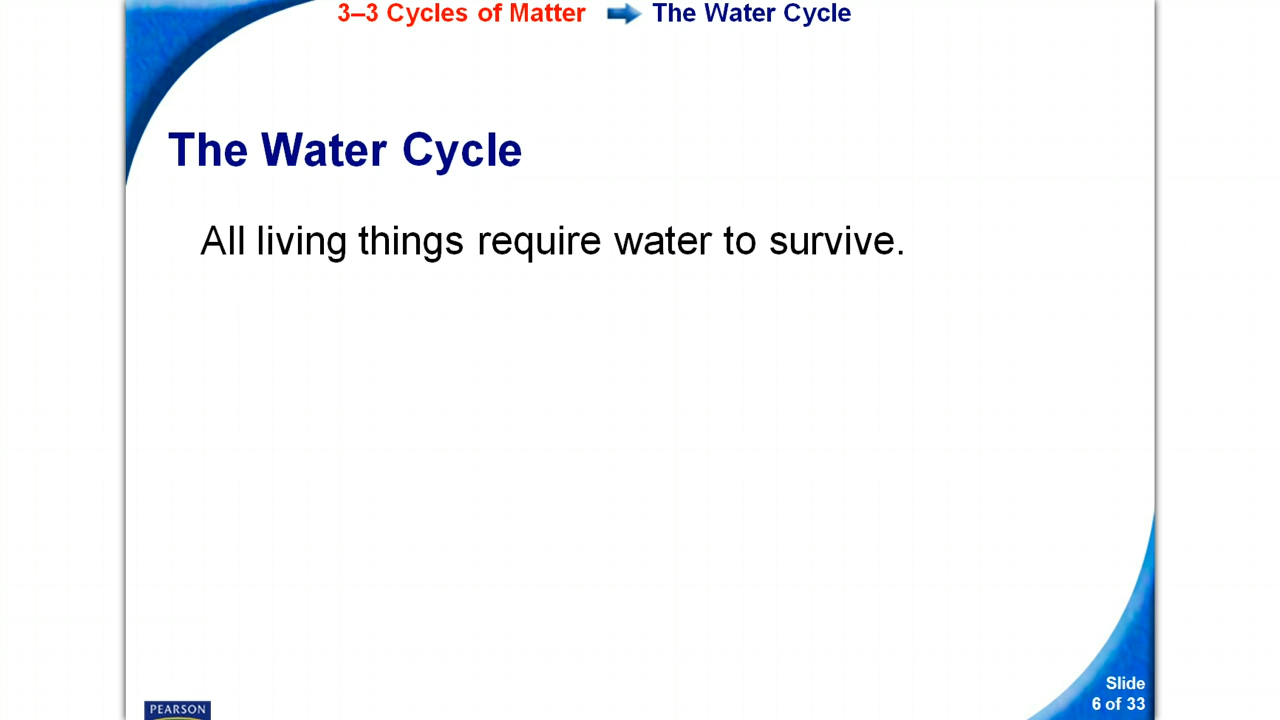 3–3 Cycles of Matter The Water Cycle
The Water Cycle
All living things require water to survive.
Slide
6 of 33
PEARSON